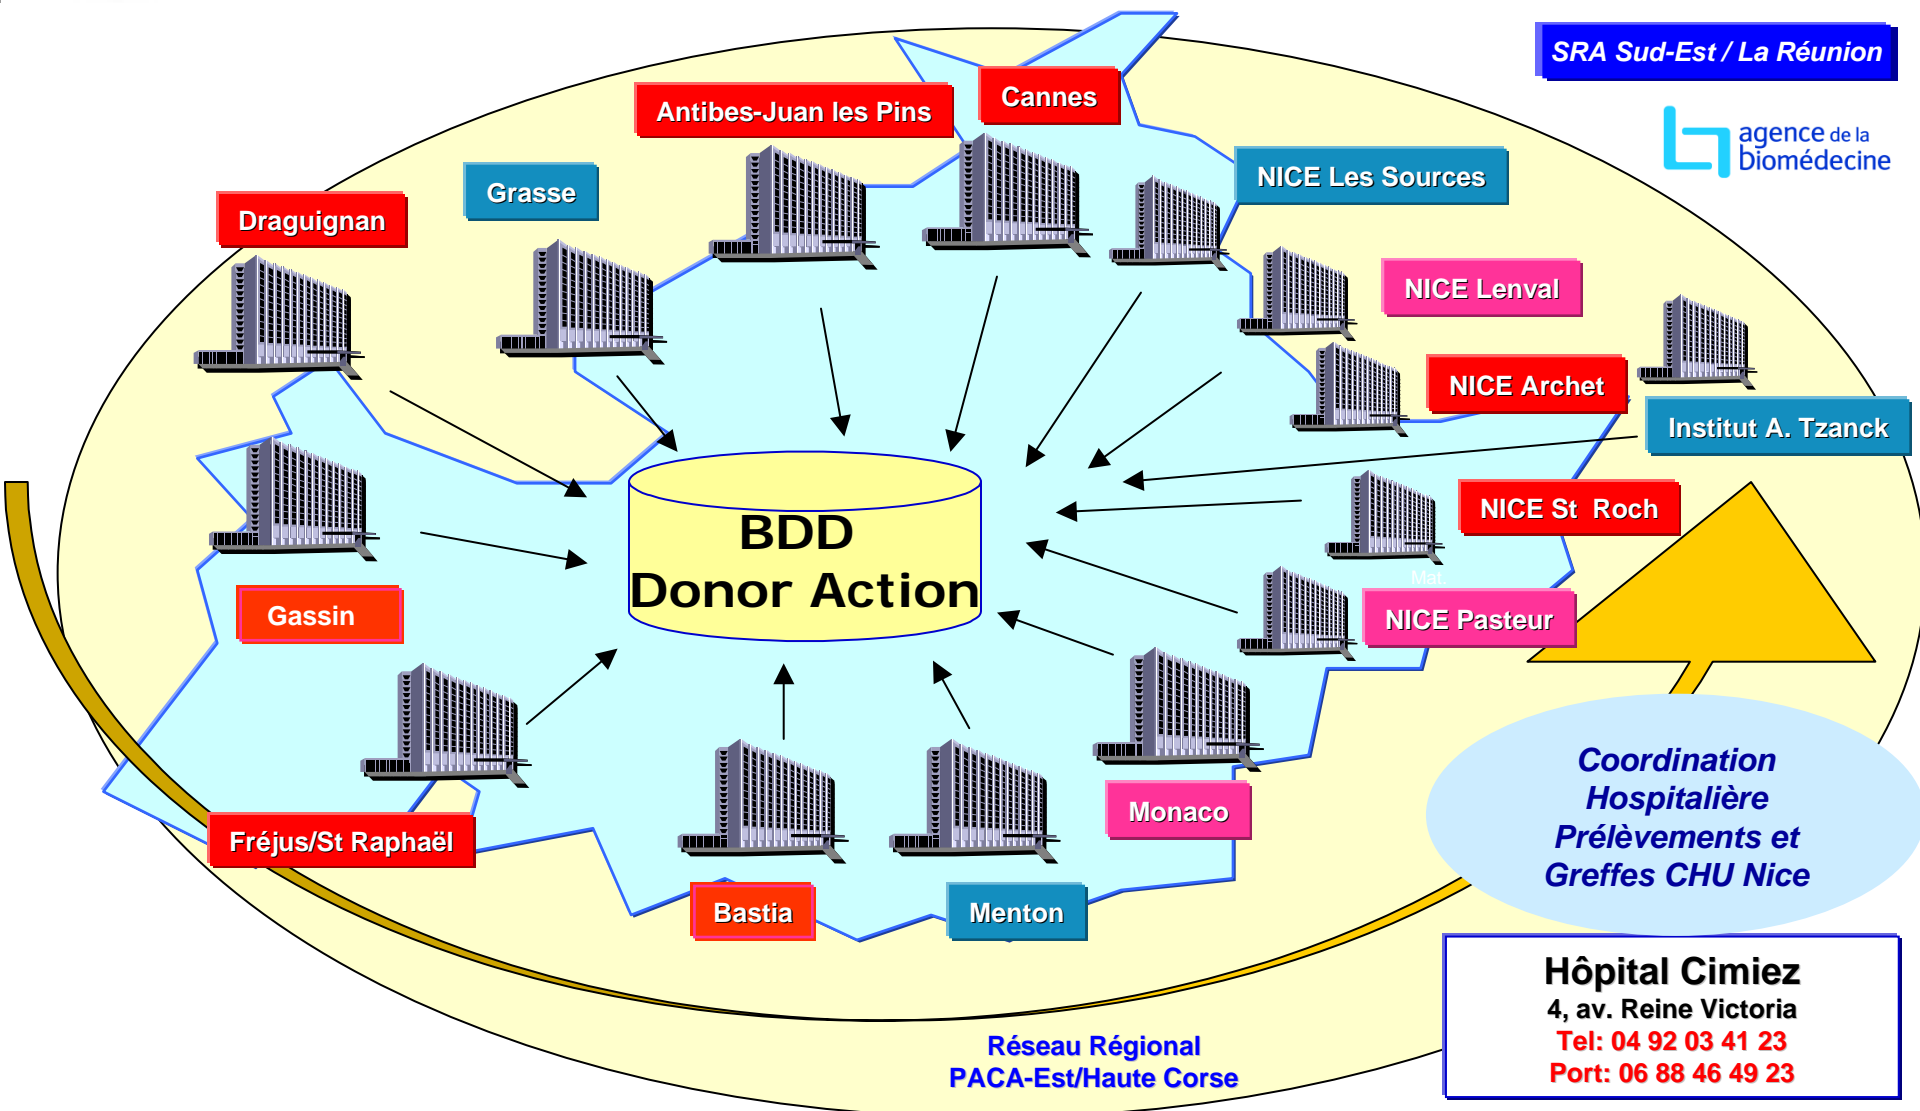 SRA Sud-Est / La Réunion
agence de la
biomédecine
Cannes
Antibes-Juan les Pins
NICE Les Sources
Grasse
Draguignan
NICE Lenval
NICE Archet
Institut A. Tzanck
NICE St  Roch
BDD
Donor Action
Mat.
NICE Pasteur
Gassin
Monaco
Fréjus/St Raphaël
Bastia
Menton
Coordination
Hospitalière
Prélèvements et
Greffes CHU Nice
Hôpital Cimiez
4, av. Reine Victoria
Tel: 04 92 03 41 23
Port: 06 88 46 49 23
Réseau Régional
PACA-Est/Haute Corse